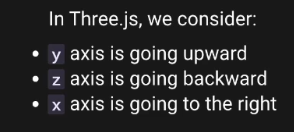 In Three.js, we consider:
• y axis is going upward
• z axis is going backward
• x axis is going to the right